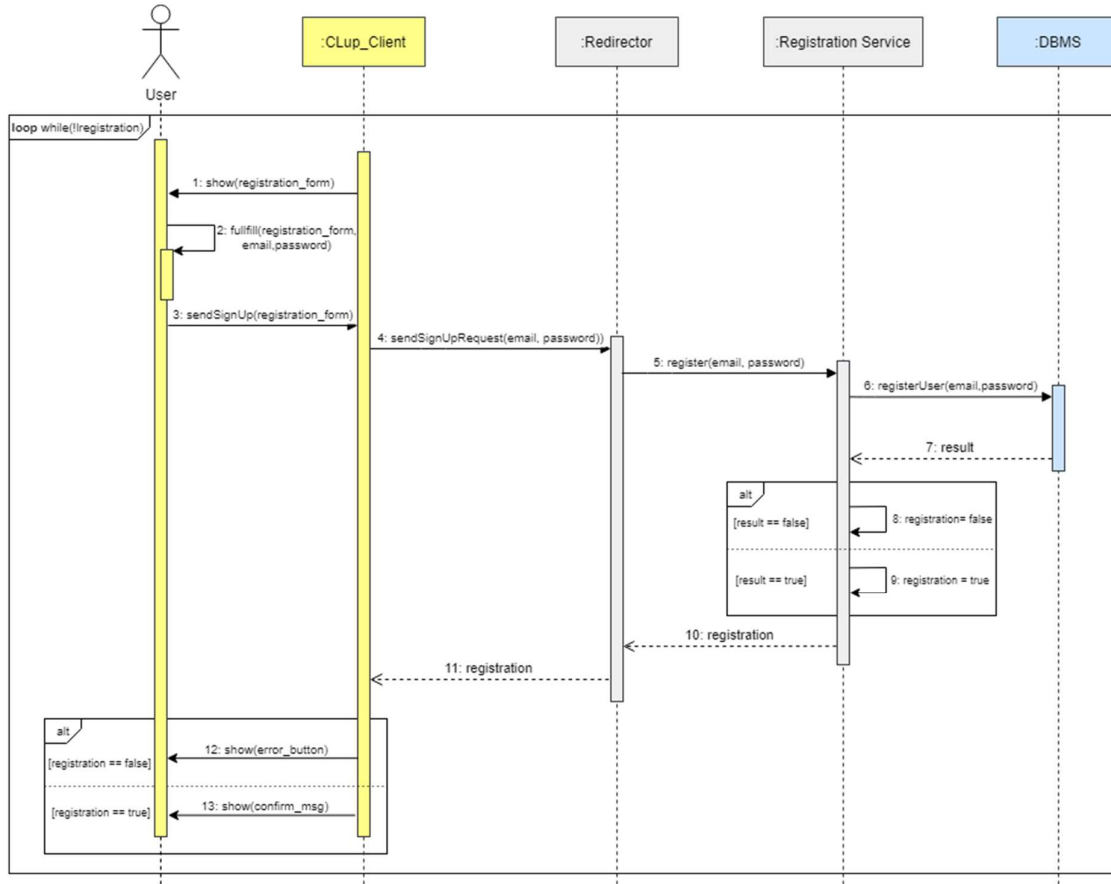 :CLup_Client
:Redirector
:Registration Service
:DBMS
User
loop while(!registration)
1: show(registration_form)
2: fullfill(registration_form,
email,password)
3: sendSignUp(registration_form)
4: sendSignUpRequest(email, password))
5: register(email, password)
6: registerUser(email,password)
7: result
alt
[result == false]
8: registration= false
[result == true]
9: registration = true
10: registration
11: registration
alt
[registration == false]
12: show(error_button)
[registration == true]
13: show(confirm_msg)